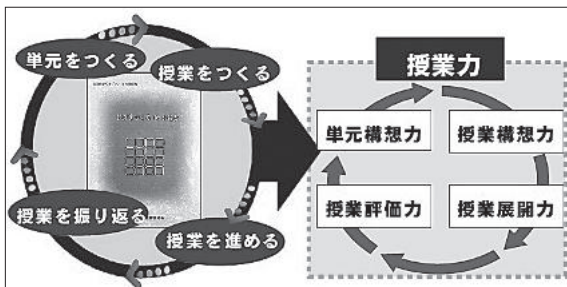 単元をつくる
授業をつくる
授業を振り返る
授業を進める
授業力
単元構想力
授業構想力
授業評価力
授業展開力